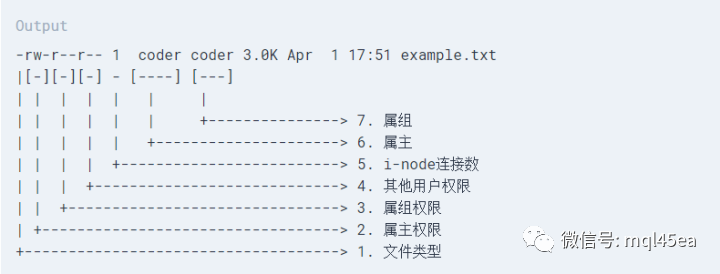 Output
-rw-r--r-- 1  coder coder 3.0K Apr  1 17:51 example.txt
|[-][-][-] - [----] [---]
| |  |  |  |   |     |
| |  |  |  |   |     +---------------> 7. 属组
| |  |  |  |   +---------------------> 6. 属主
| |  |  |  +-------------------------> 5. i-node连接数
| |  |  +----------------------------> 4. 其他用户权限
| |  +-------------------------------> 3. 属组权限
| +----------------------------------> 2. 属主权限
+------------------------------------> 1. 文件类型
微信号: mql45ea